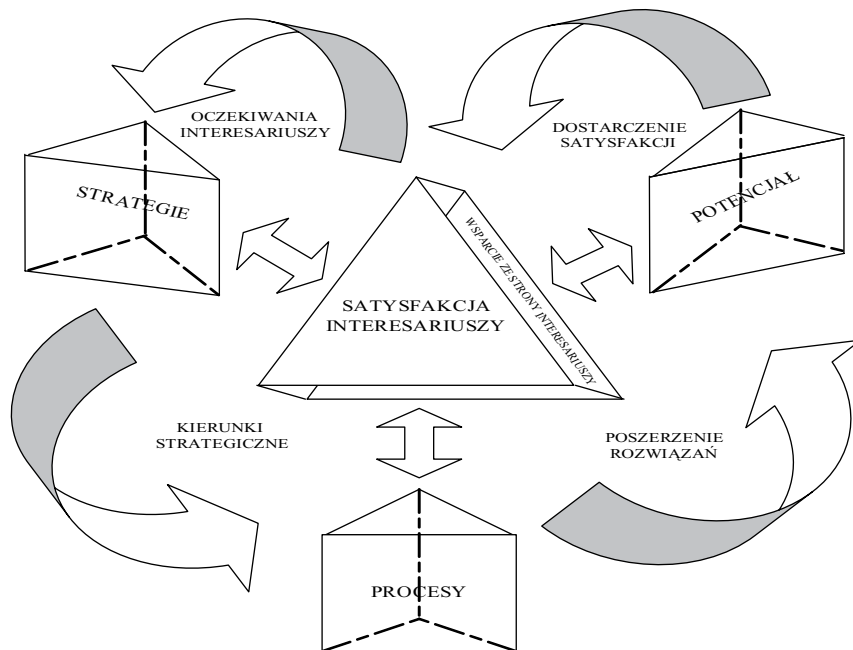 OCZEKIWANIA
INTERESARIUSZY
DOSTARCZENIE
SATYSFAKCJI
STRATEGIE
POTENCJAŁ
WSPARCIE ZE STRONY INTERESARIUSZY
SATYSFAKCJA
INTERESARIUSZY
KIERUNKI
STRATEGICZNE
POSZERZENIE
ROZWIĄZAŃ
PROCESY